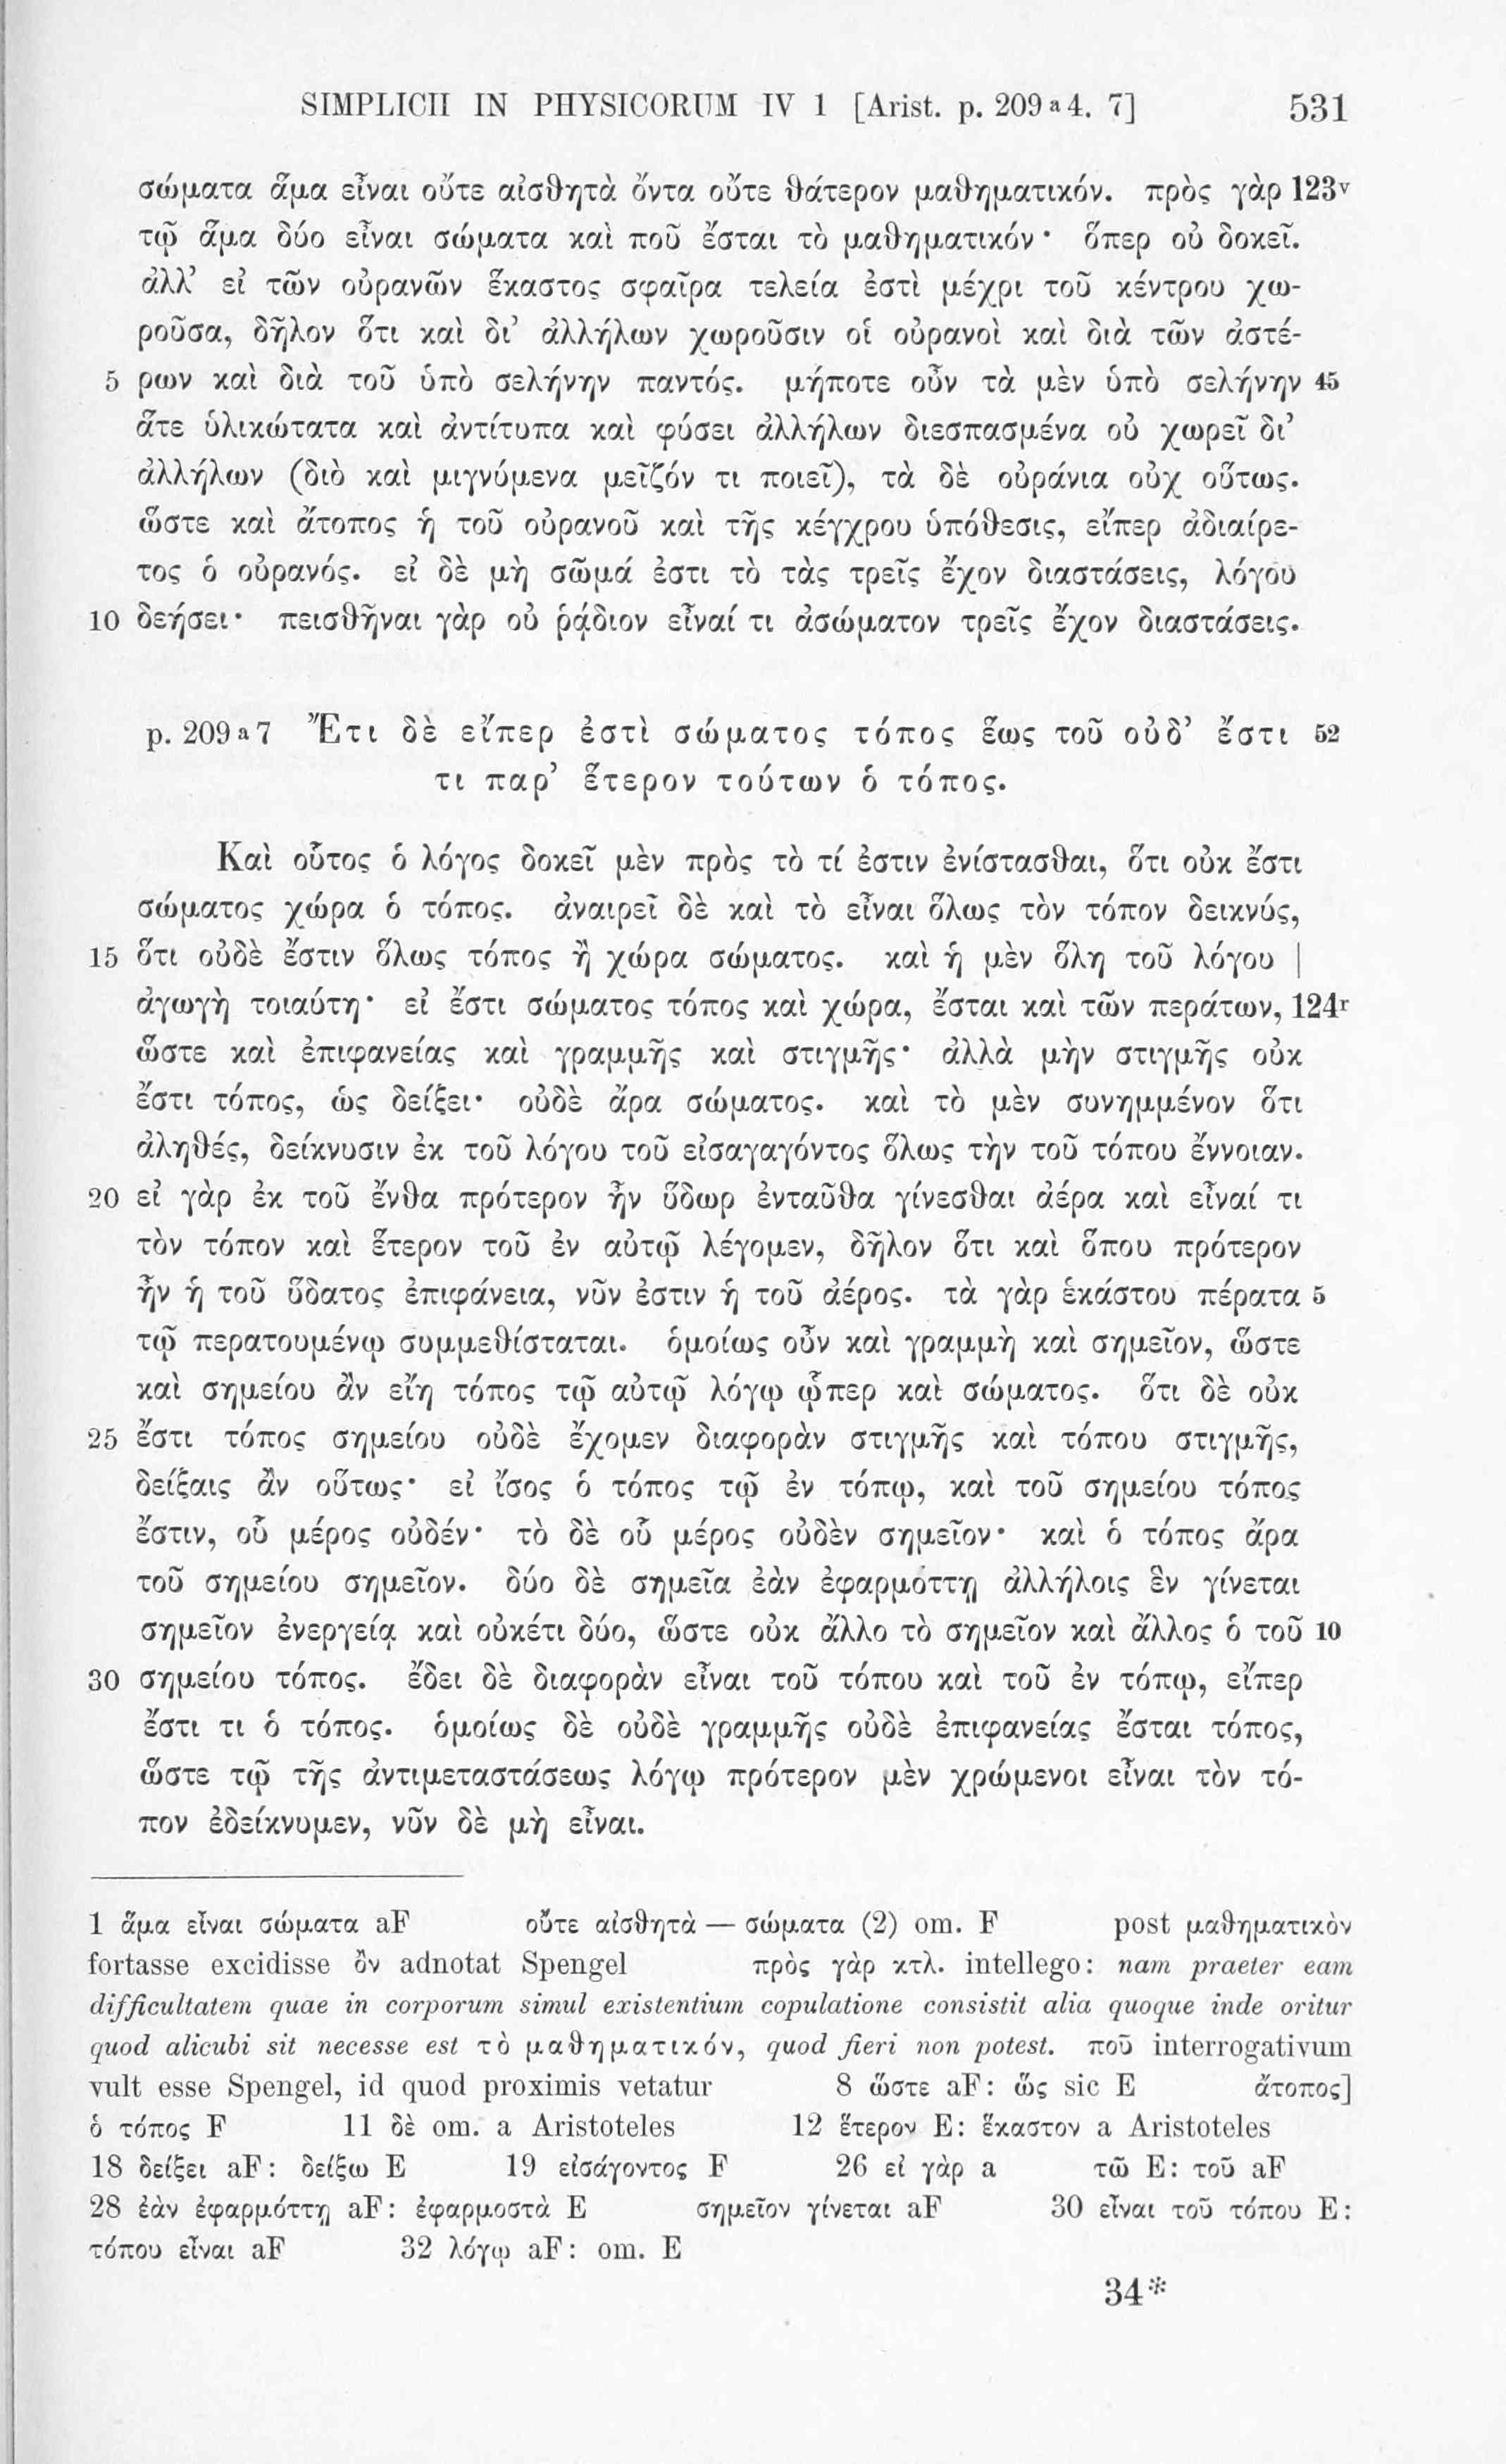 SIMPLICII IN PHYSICORUM IV 1 [Arist. p. 209 a 4. 7] 531
σώματα ἅμα εἶναι οὔτε αἰσθητὰ ὄντα οὔτε θάτερον μαθηματικόν. πρὸς γὰρ 123v
τῷ ἅμα δύο εἶναι σώματα καὶ ποῦ ἔσται τὸ μαθηματικόν· ὅπερ οὐ δοκεῖ.
ἀλλ’ εἰ τῶν οὐρανῶν ἕκαστος σφαῖρα τελεία ἐστὶ μέχρι τοῦ κέντρου χω-
ροῦσα, δῆλον ὅτι καὶ δι’ ἀλλήλων χωροῦσιν οἱ οὐρανοὶ καὶ διὰ τῶν ἀστέ-
5 ρων καὶ διὰ τοῦ ὑπὸ σελήνην παντός. μήποτε οὖν τὰ μὲν ὑπὸ σελήνην 45
ἅτε ὑλικώτατα καὶ ἀντίτυπα καὶ φύσει ἀλλήλων διεσπασμένα οὐ χωρεῖ δι’
ἀλλήλων (διὸ καὶ μιγνύμενα μεῖζόν τι ποιεῖ), τὰ δὲ οὐράνια οὐχ οὕτως.
ὥστε καὶ ἄτοπος ἡ τοῦ οὐρανοῦ καὶ τῆς κέγχρου ὑπόθεσις, εἴπερ ἀδιαίρε-
τος ὁ οὐρανός. εἰ δὲ μὴ σῶμά ἐστι τὸ τὰς τρεῖς ἔχον διαστάσεις, λόγου
10 δεήσει· πεισθῆναι γὰρ οὐ ῥᾴδιον εἶναί τι ἀσώματον τρεῖς ἔχον διαστάσεις.
p. 209 a 7 Ἔτι δὲ εἴπερ ἐστὶ σώματος τόπος ἕως τοῦ οὐδ’ ἔστι 52
τι παρ’ ἕτερον τούτων ὁ τόπος.
Καὶ οὗτος ὁ λόγος δοκεῖ μὲν πρὸς τὸ τί ἐστιν ἐνίστασθαι, ὅτι οὐκ ἔστι
σώματος χώρα ὁ τόπος. ἀναιρεῖ δὲ καὶ τὸ εἶναι ὅλως τὸν τόπον δεικνύς,
15 ὅτι οὐδὲ ἔστιν ὅλως τόπος ἢ χώρα σώματος. καὶ ἡ μὲν ὅλη τοῦ λόγου |
ἀγωγὴ τοιαύτη· εἰ ἔστι σώματος τόπος καὶ χώρα, ἔσται καὶ τῶν περάτων, 124r
ὥστε καὶ ἐπιφανείας καὶ γραμμῆς καὶ στιγμῆς· ἀλλὰ μὴν στιγμῆς οὐκ
ἔστι τόπος, ὡς δείξει· οὐδὲ ἄρα σώματος. καὶ τὸ μὲν συνημμένον ὅτι
ἀληθές, δείκνυσιν ἐκ τοῦ λόγου τοῦ εἰσαγαγόντος ὅλως τὴν τοῦ τόπου ἔννοιαν.
20 εἰ γὰρ ἐκ τοῦ ἔνθα πρότερον ἦν ὕδωρ ἐνταῦθα γίνεσθαι ἀέρα καὶ εἶναί τι
τὸν τόπον καὶ ἕτερον τοῦ ἐν αὐτῷ λέγομεν, δῆλον ὅτι καὶ ὅπου πρότερον
ἦν ἡ τοῦ ὕδατος ἐπιφάνεια, νῦν ἐστιν ἡ τοῦ ἀέρος. τὰ γὰρ ἑκάστου πέρατα 5
τῷ περατουμένῳ συμμεθίσταται. ὁμοίως οὖν καὶ γραμμὴ καὶ σημεῖον, ὥστε
καὶ σημείου ἂν εἴη τόπος τῷ αὐτῷ λόγῳ ᾧπερ καὶ σώματος. ὅτι δὲ οὐκ
25 ἔστι τόπος σημείου οὐδὲ ἔχομεν διαφορὰν στιγμῆς καὶ τόπου στιγμῆς,
δείξαις ἂν οὕτως· εἰ ἴσος ὁ τόπος τῷ ἐν τόπῳ, καὶ τοῦ σημείου τόπος
ἔστιν, οὗ μέρος οὐδέν· τὸ δὲ οὗ μέρος οὐδὲν σημεῖον· καὶ ὁ τόπος ἄρα
τοῦ σημείου σημεῖον. δύο δὲ σημεῖα ἐὰν ἐφαρμόττῃ ἀλλήλοις ἓν γίνεται
σημεῖον ἐνεργείᾳ καὶ οὐκέτι δύο, ὥστε οὐκ ἄλλο τὸ σημεῖον καὶ ἄλλος ὁ τοῦ 10
30 σημείου τόπος. ἔδει δὲ διαφορὰν εἶναι τοῦ τόπου καὶ τοῦ ἐν τόπῳ, εἴπερ
ἔστι τι ὁ τόπος. ὁμοίως δὲ οὐδὲ γραμμῆς οὐδὲ ἐπιφανείας ἔσται τόπος,
ὥστε τῷ τῆς ἀντιμεταστάσεως λόγῳ πρότερον μὲν χρώμενοι εἶναι τὸν τό-
πον ἐδείκνυμεν, νῦν δὲ μὴ εἶναι.
1 ἅμα εἶναι σώματα aF οὔτε αἰσθητὰ — σώματα (2) om. F post μαθηματικὸν
fortasse excidisse ὂν adnotat Spengel πρὸς γὰρ κτλ. intellego: nam praeter eam
difficultatem quae in corporum simul existentium copulatione consistit alia quoque inde oritur
quod alicubi sit necesse est τὸ μαθηματικόν, quod fieri non potest. ποῦ interrogativum
vult esse Spengel, id quod proximis vetatur 8 ὥστε aF: ὣς sic E ἄτοπος]
ὁ τόπος F 11 δὲ om. a Aristoteles 12 ἕτερον E: ἕκαστον a Aristoteles
18 δείξει aF: δείξω E 19 εἰσάγοντος F 26 εἰ γὰρ a τῶ E: τοῦ aF
28 ἐὰν ἐφαρμόττῃ aF: ἐφαρμοστὰ E σημεῖον γίνεται aF 30 εἶναι τοῦ τόπου E:
τόπου εἶναι aF 32 λόγῳ aF: om. E
34*